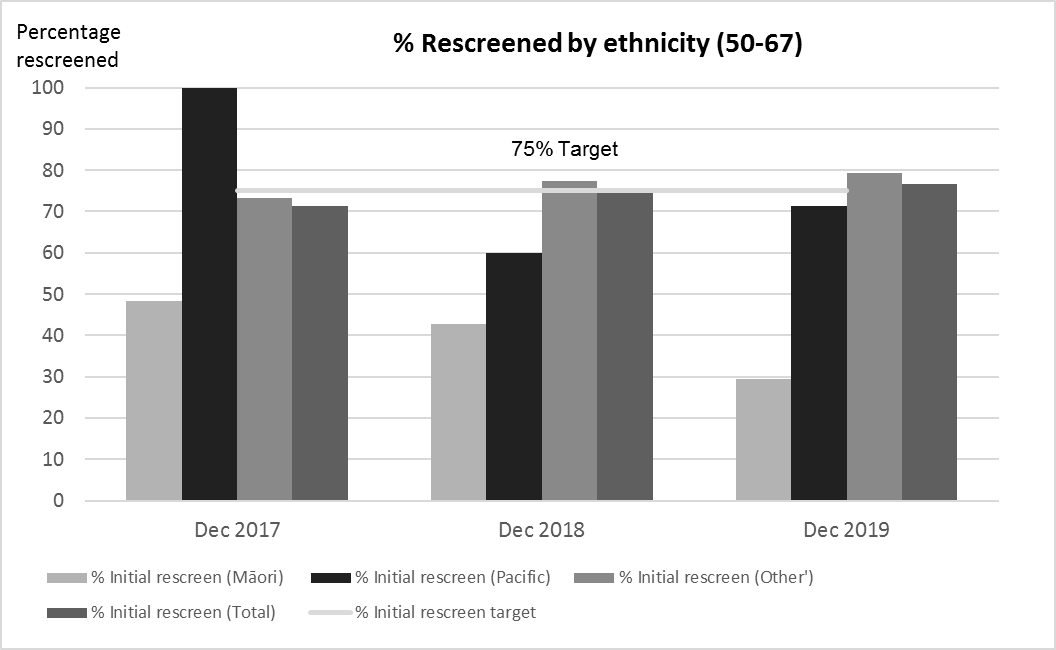 Percentage
rescreened
% Rescreened by ethnicity (50-67)
100
90
80
70
60
50
40
30
20
10
0
75% Target
Dec 2017
Dec 2018
Dec 2019
% Initial rescreen (Māori)
% Initial rescreen (Pacific)
% Initial rescreen (Other')
% Initial rescreen (Total)
% Initial rescreen target